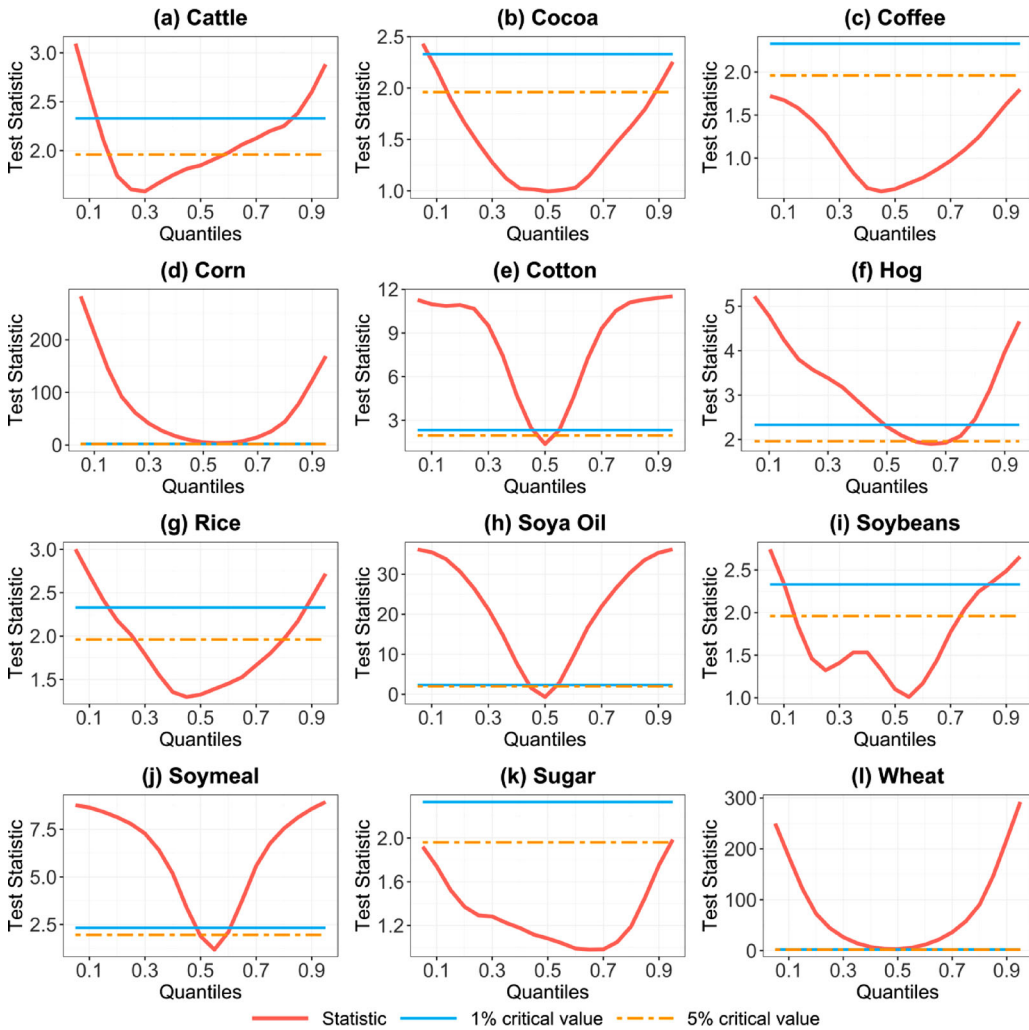 (a) Cattle
(b) Cocoa
(c) Coffee
Test Statistic
3.0
2.5
2.0
0.1 0.3 0.5 0.7 0.9
Quantiles
Test Statistic
2.5
2.0
1.5
1.0
0.1 0.3 0.5 0.7 0.9
Quantiles
Test Statistic
2.0
1.5
1.0
0.1 0.3 0.5 0.7 0.9
Quantiles
(d) Corn
(e) Cotton
(f) Hog
Test Statistic
200
100
0
0.1 0.3 0.5 0.7 0.9
Quantiles
Test Statistic
12
9
6
3
0.1 0.3 0.5 0.7 0.9
Quantiles
Test Statistic
5
4
3
2
0.1 0.3 0.5 0.7 0.9
Quantiles
(g) Rice
(h) Soya Oil
(i) Soybeans
Test Statistic
3.0
2.5
2.0
1.5
0.1 0.3 0.5 0.7 0.9
Quantiles
Test Statistic
30
20
10
0
0.1 0.3 0.5 0.7 0.9
Quantiles
Test Statistic
2.5
2.0
1.5
1.0
0.1 0.3 0.5 0.7 0.9
Quantiles
(j) Soymeal
(k) Sugar
(l) Wheat
Test Statistic
7.5
5.0
2.5
0.1 0.3 0.5 0.7 0.9
Quantiles
Test Statistic
2.0
1.6
1.2
0.1 0.3 0.5 0.7 0.9
Quantiles
Test Statistic
300
200
100
0
0.1 0.3 0.5 0.7 0.9
Quantiles
Statistic 1% critical value 5% critical value